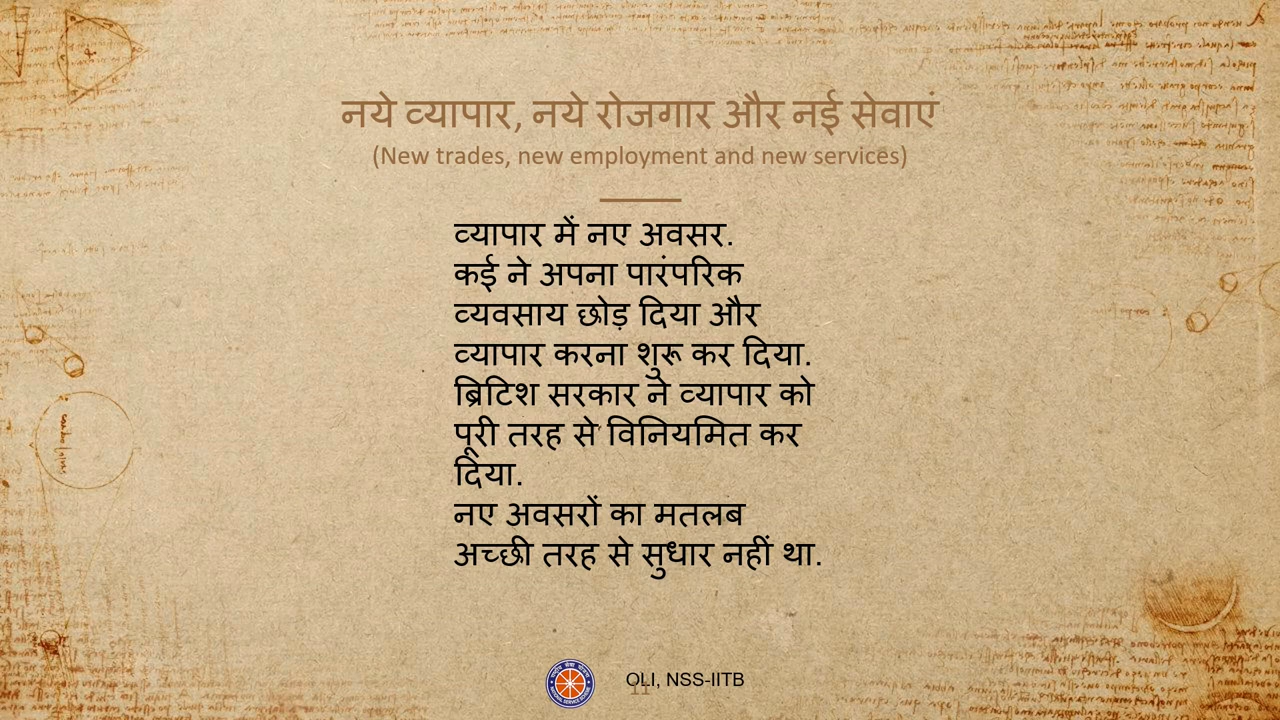 नये व्यापार, नये रोजगार और नई सेवाएं
(New trades, new employment and new services)
व्यापार में नए अवसर.
कई ने अपना पारंपरिक
व्यवसाय छोड़ दिया और
व्यापार करना शुरू कर दिया.
ब्रिटिश सरकार ने व्यापार को
पूरी तरह से विनियमित कर
दिया.
नए अवसरों का मतलब
अच्छी तरह से सुधार नहीं था.
OLI, NSS-IITB
11